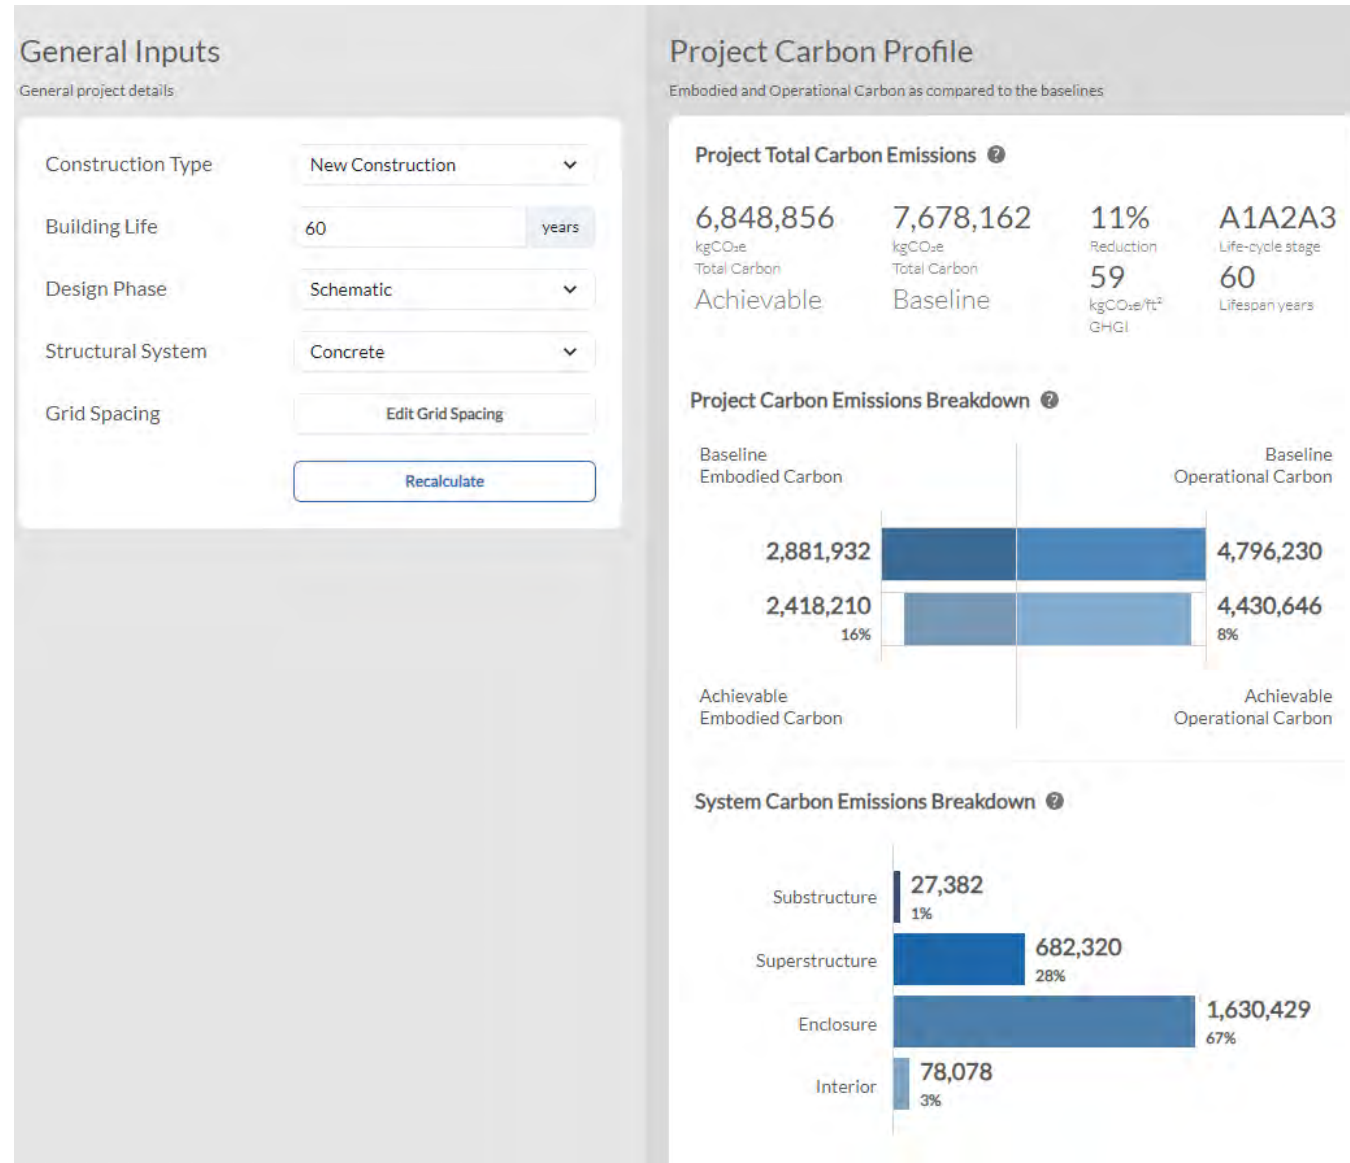 General Inputs
General project details
Construction Type
New Construction
Building Life
60
years
Design Phase
Schematic
Structural System
Concrete
Grid Spacing
Edit Grid Spacing
Recalculate
Project Carbon Profile
Embodied and Operational Carbon as compared to the baselines
Project Total Carbon Emissions ?
6,848,856
kgCO₂e
Total Carbon
Achievable
7,678,162
kgCO₂e
Total Carbon
Baseline
11%
Reduction
59
kgCO₂e/ft²
GHGI
A1A2A3
Life-cycle stage
60
Lifespan years
Project Carbon Emissions Breakdown ?
Baseline
Embodied Carbon
Baseline
Operational Carbon
2,881,932
4,796,230
2,418,210
16%
4,430,646
8%
Achievable
Embodied Carbon
Achievable
Operational Carbon
System Carbon Emissions Breakdown ?
Substructure
27,382
1%
Superstructure
682,320
28%
Enclosure
1,630,429
67%
Interior
78,078
3%